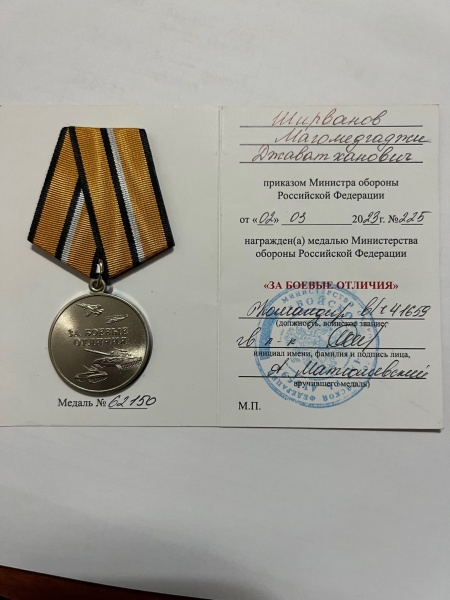 ЗА БОЕВЫЕ
ОТЛИЧИЯ
Медаль № 62150
Ширванов
Магомедгаджи
Джаватханович
приказом Министра обороны
Российской Федерации
от «02» 03 2023 г. № 225
награжден(а) медалью Министерства
обороны Российской Федерации
«ЗА БОЕВЫЕ ОТЛИЧИЯ»
Командир в/ч 41659
(должность, воинское звание,
гв п-к
инициал имени, фамилия и подпись лица,
вручившего медаль)
М.П.